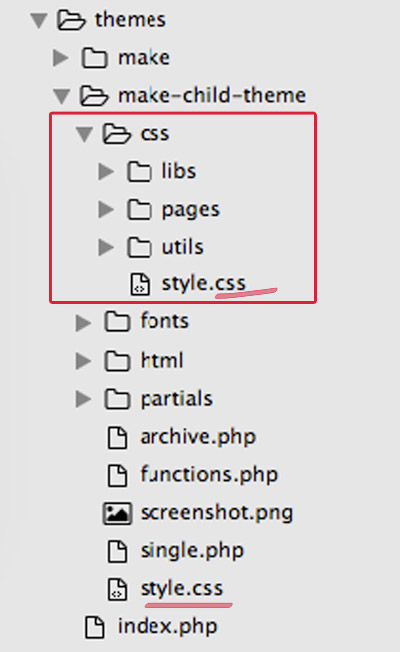 themes
make
make-child-theme
css
libs
pages
utils
style.css
fonts
html
partials
archive.php
functions.php
screenshot.png
single.php
style.css
index.php